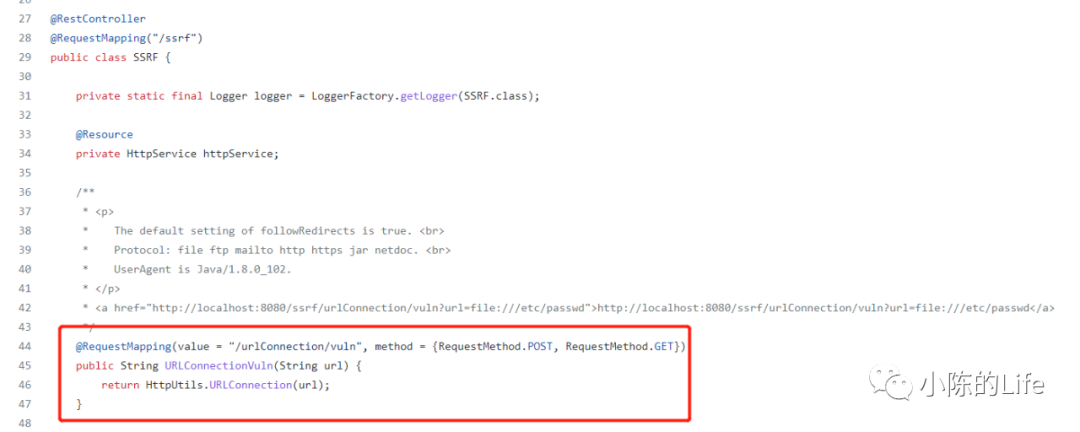 27 @RestController
28 @RequestMapping("/ssrf")
29 public class SSRF {
30
31 private static final Logger logger = LoggerFactory.getLogger(SSRF.class);
32
33 @Resource
34 private HttpService httpService;
35
36 /**
37 * <p>
38 * The default setting of followRedirects is true. <br>
39 * Protocol: file ftp mailto http https jar netdoc. <br>
40 * UserAgent is Java/1.8.0_102.
41 * </p>
42 * <a href="http://localhost:8080/ssrf/urlConnection/vuln?url=file:///etc/passwd">http://localhost:8080/ssrf/urlConnection/vuln?url=file:///etc/passwd</a>
43 */
44 @RequestMapping(value = "/urlConnection/vuln", method = {RequestMethod.POST, RequestMethod.GET})
45 public String URLConnectionVuln(String url) {
46 return HttpUtils.URLConnection(url);
47 }
48
小陈的Life